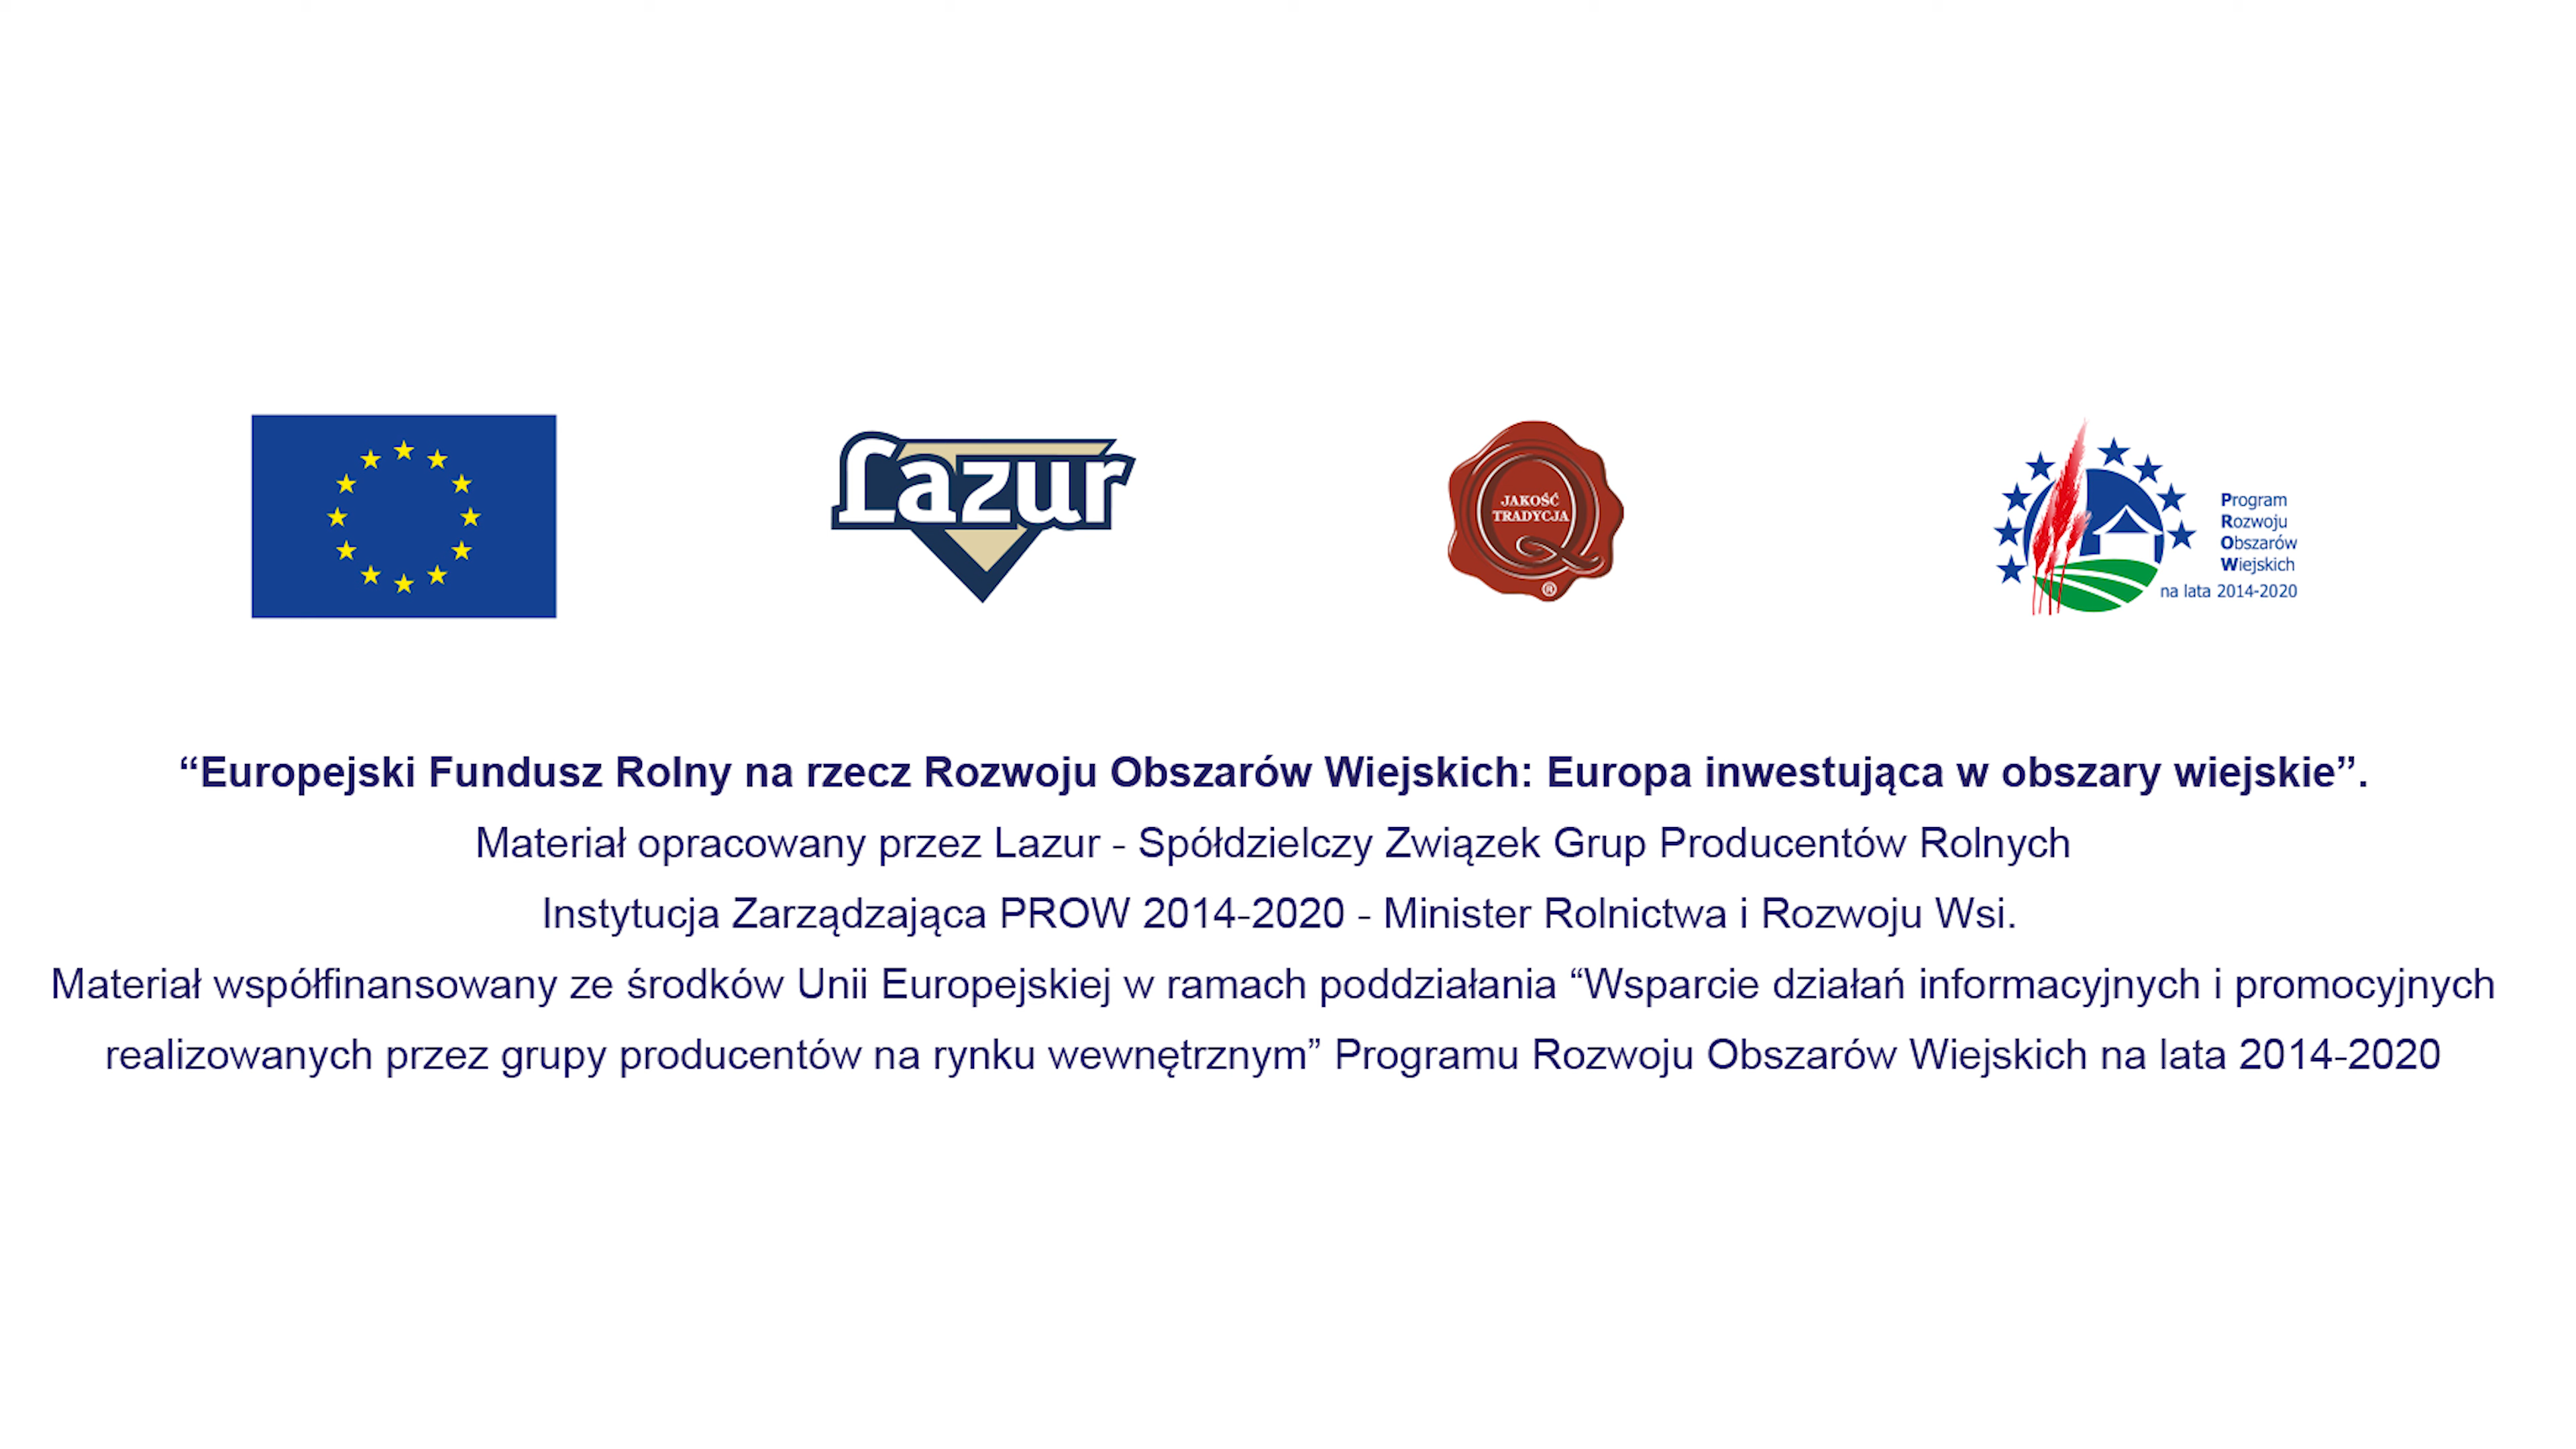 Lazur
JAKOŚĆ
TRADYCJA
®
Program
Rozwoju
Obszarów
Wiejskich
na lata 2014-2020
“Europejski Fundusz Rolny na rzecz Rozwoju Obszarów Wiejskich: Europa inwestująca w obszary wiejskie”.
Materiał opracowany przez Lazur - Spółdzielczy Związek Grup Producentów Rolnych
Instytucja Zarządzająca PROW 2014-2020 - Minister Rolnictwa i Rozwoju Wsi.
Materiał współfinansowany ze środków Unii Europejskiej w ramach poddziałania “Wsparcie działań informacyjnych i promocyjnych
realizowanych przez grupy producentów na rynku wewnętrznym” Programu Rozwoju Obszarów Wiejskich na lata 2014-2020